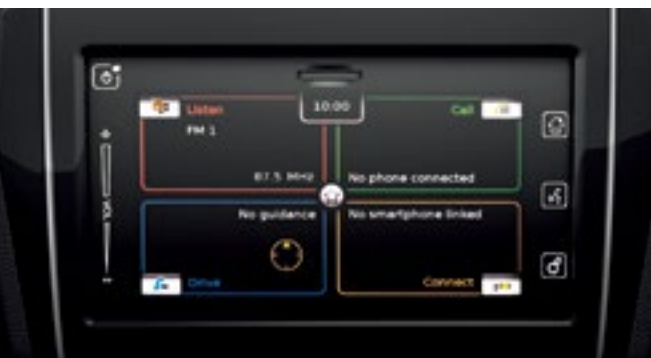 10:00
Listen
FM 1
87.5 MHz
Call
No phone connected
VOL
No guidance
Drive
No smartphone linked
Connect